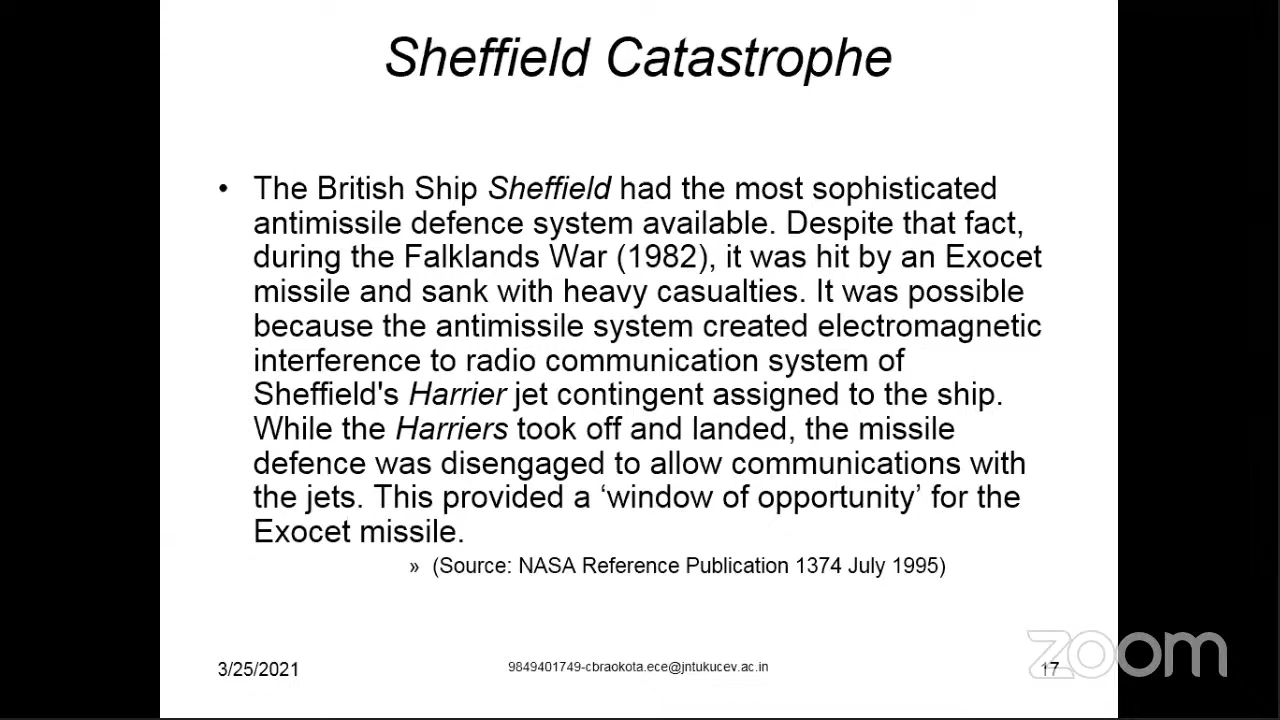 Sheffield Catastrophe
• The British Ship Sheffield had the most sophisticated
antimissile defence system available. Despite that fact,
during the Falklands War (1982), it was hit by an Exocet
missile and sank with heavy casualties. It was possible
because the antimissile system created electromagnetic
interference to radio communication system of
Sheffield's Harrier jet contingent assigned to the ship.
While the Harriers took off and landed, the missile
defence was disengaged to allow communications with
the jets. This provided a ‘window of opportunity’ for the
Exocet missile.
» (Source: NASA Reference Publication 1374 July 1995)
3/25/2021
9849401749-cbraokota.ece@jntukucev.ac.in
17
zoom